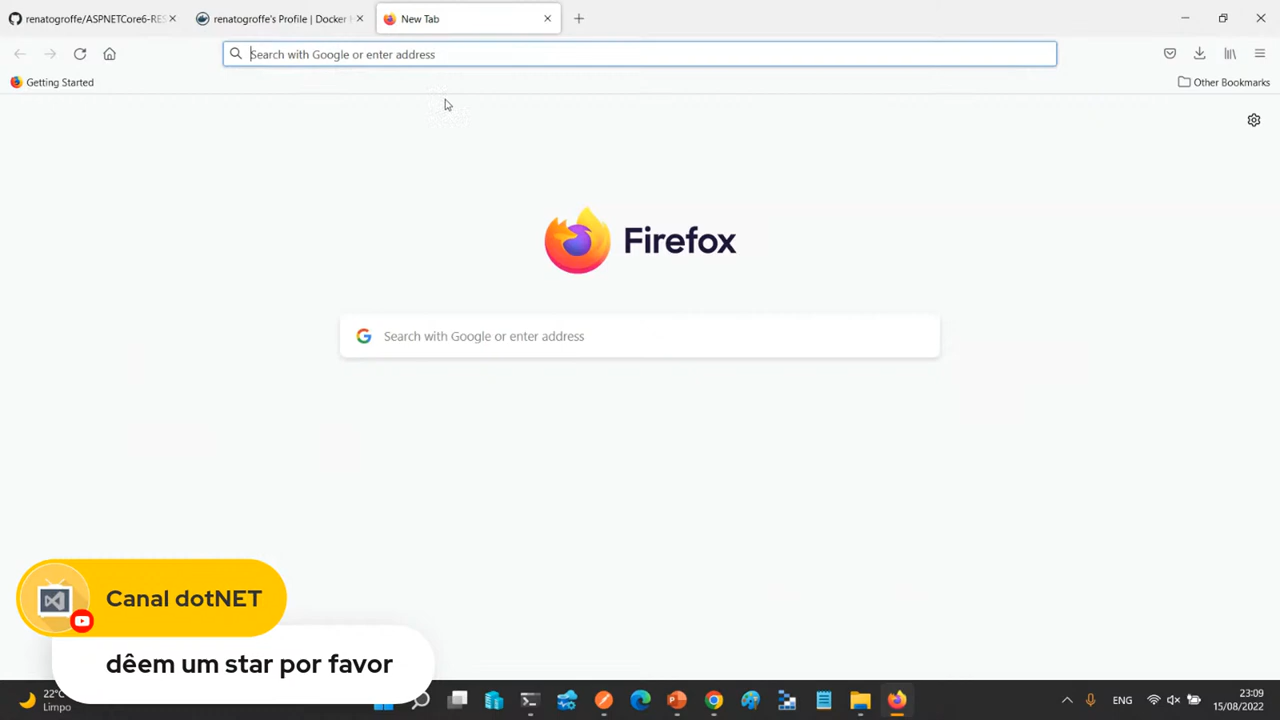 renatogroffe/ASPNETCore6-RES
renatogroffe's Profile | Docker
New Tab
Search with Google or enter address
Getting Started
Other Bookmarks
Firefox
Search with Google or enter address
Canal dotNET
dêem um star por favor
22°C
Limpo
ENG
23:09
15/08/2022